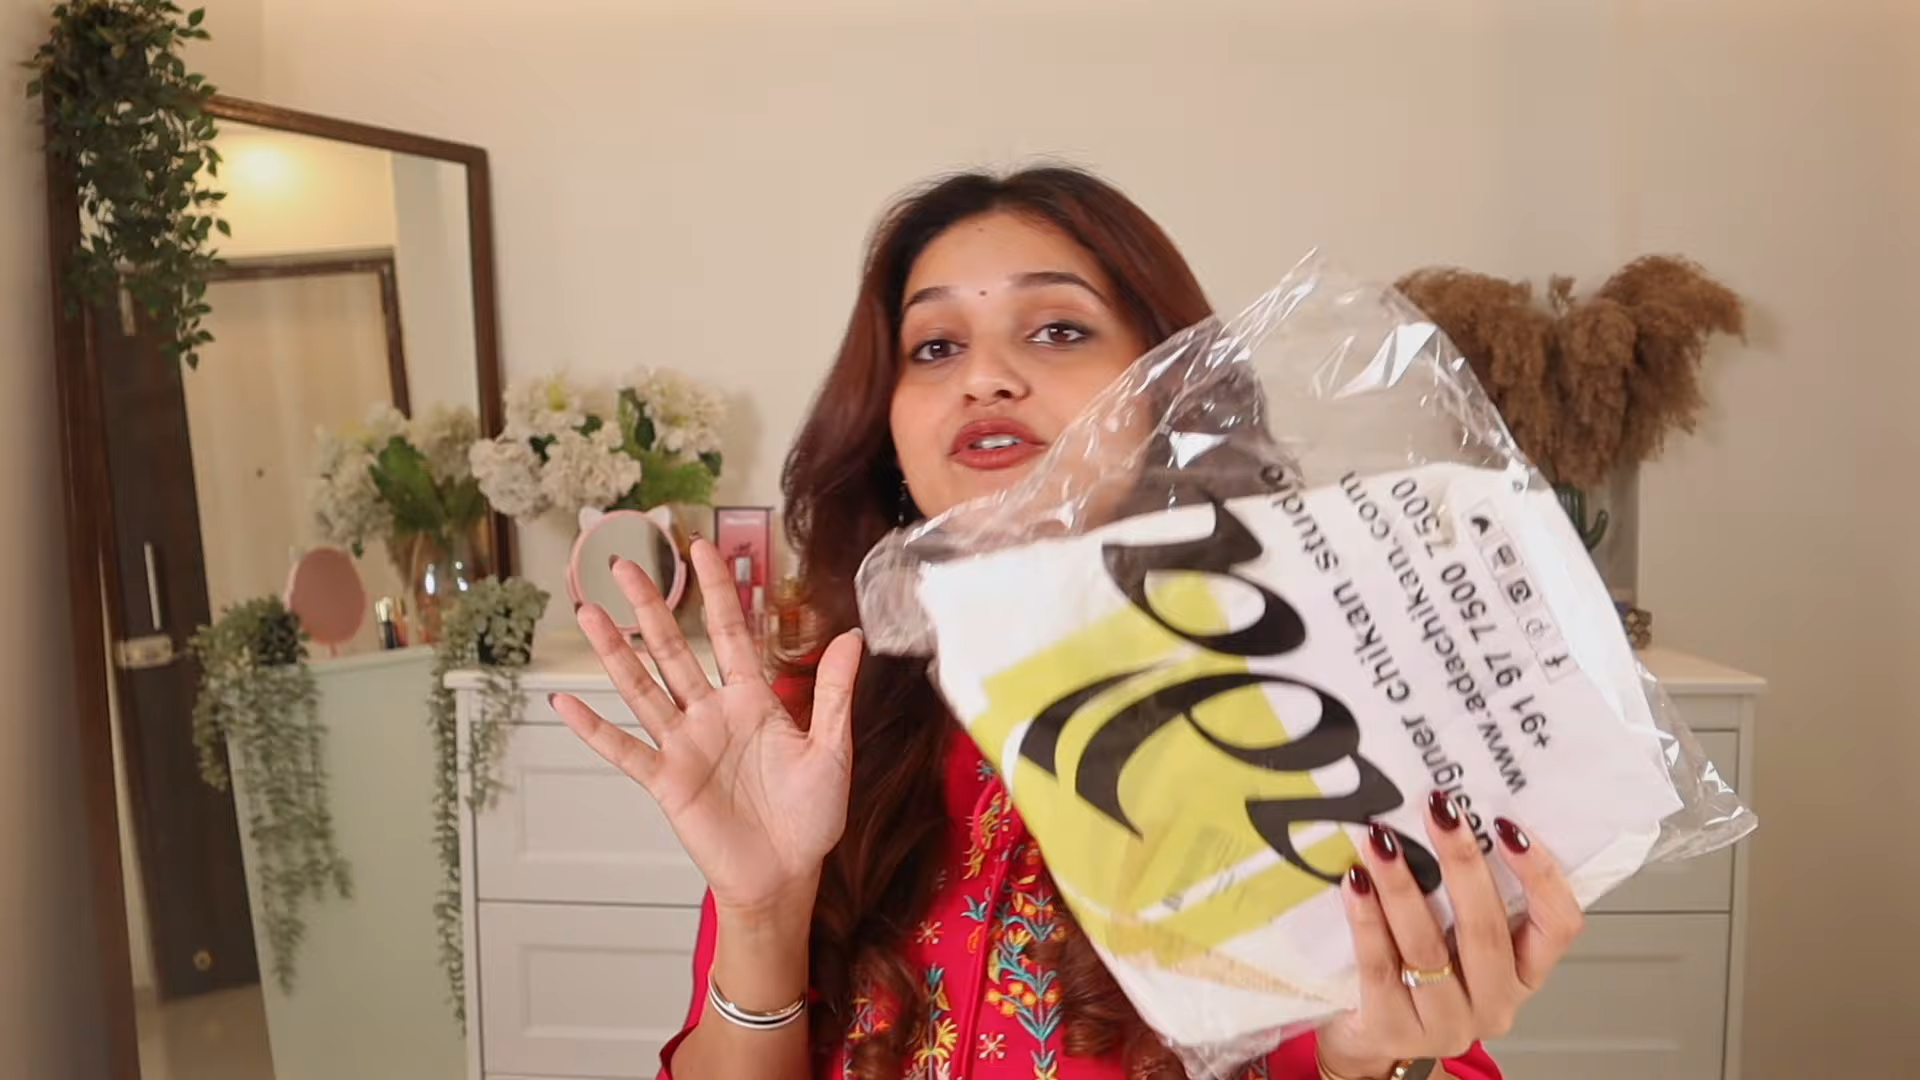 ada
designer chikan studio
www.adachikan.com
+91 97 7500 7500